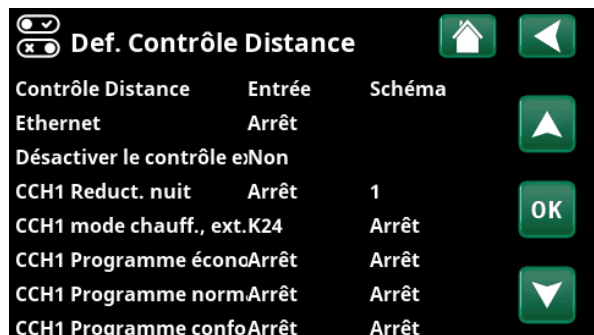 Def. Contrôle Distance
Contrôle Distance Entrée Schéma
Ethernet Arrêt
Désactiver le contrôle ex Non
CCH1 Reduct. nuit Arrêt 1
CCH1 mode chauff., ext. K24 Arrêt
OK
CCH1 Programme écono Arrêt Arrêt
CCH1 Programme norm Arrêt Arrêt
CCH1 Programme confo Arrêt Arrêt